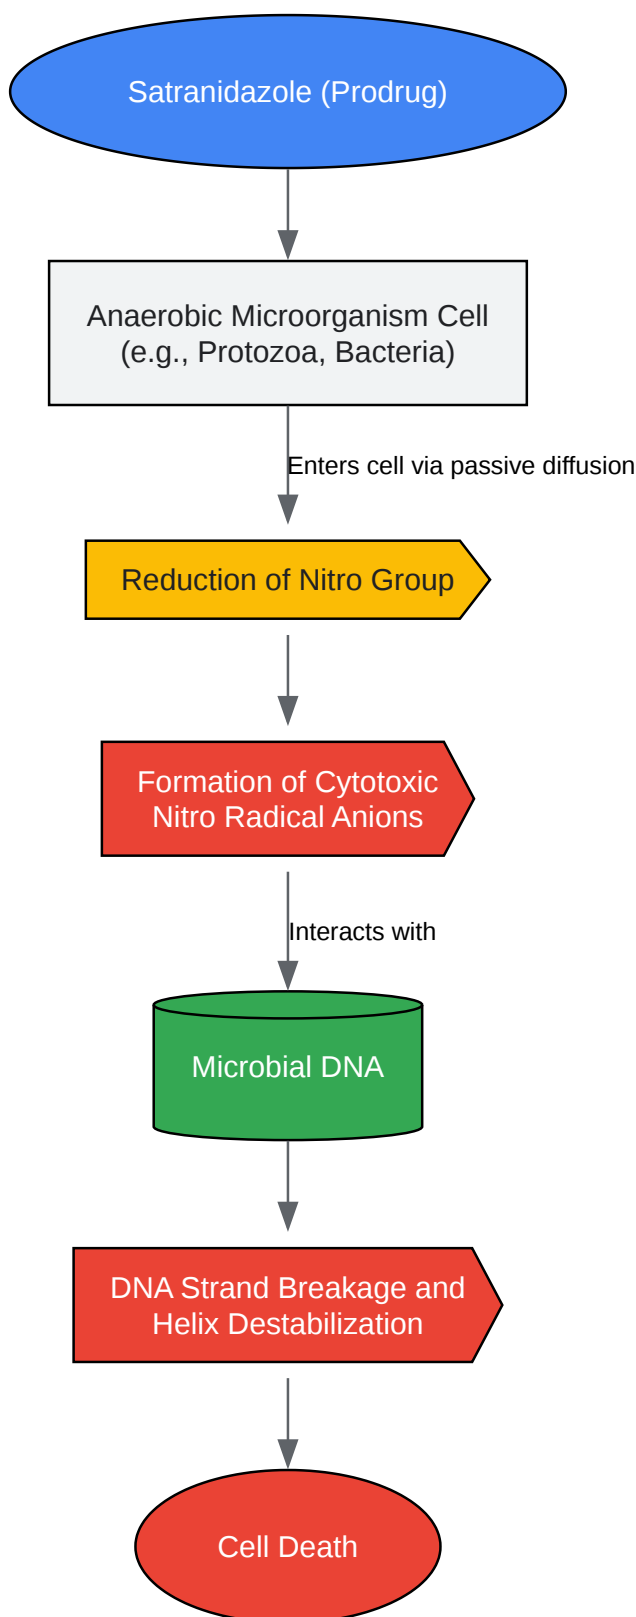 Satranidazole (Prodrug)
Anaerobic Microorganism Cell
(e.g., Protozoa, Bacteria)
Enters cell via passive diffusion
Reduction of Nitro Group
Formation of Cytotoxic
Nitro Radical Anions
Interacts with
Microbial DNA
DNA Strand Breakage and
Helix Destabilization
Cell Death